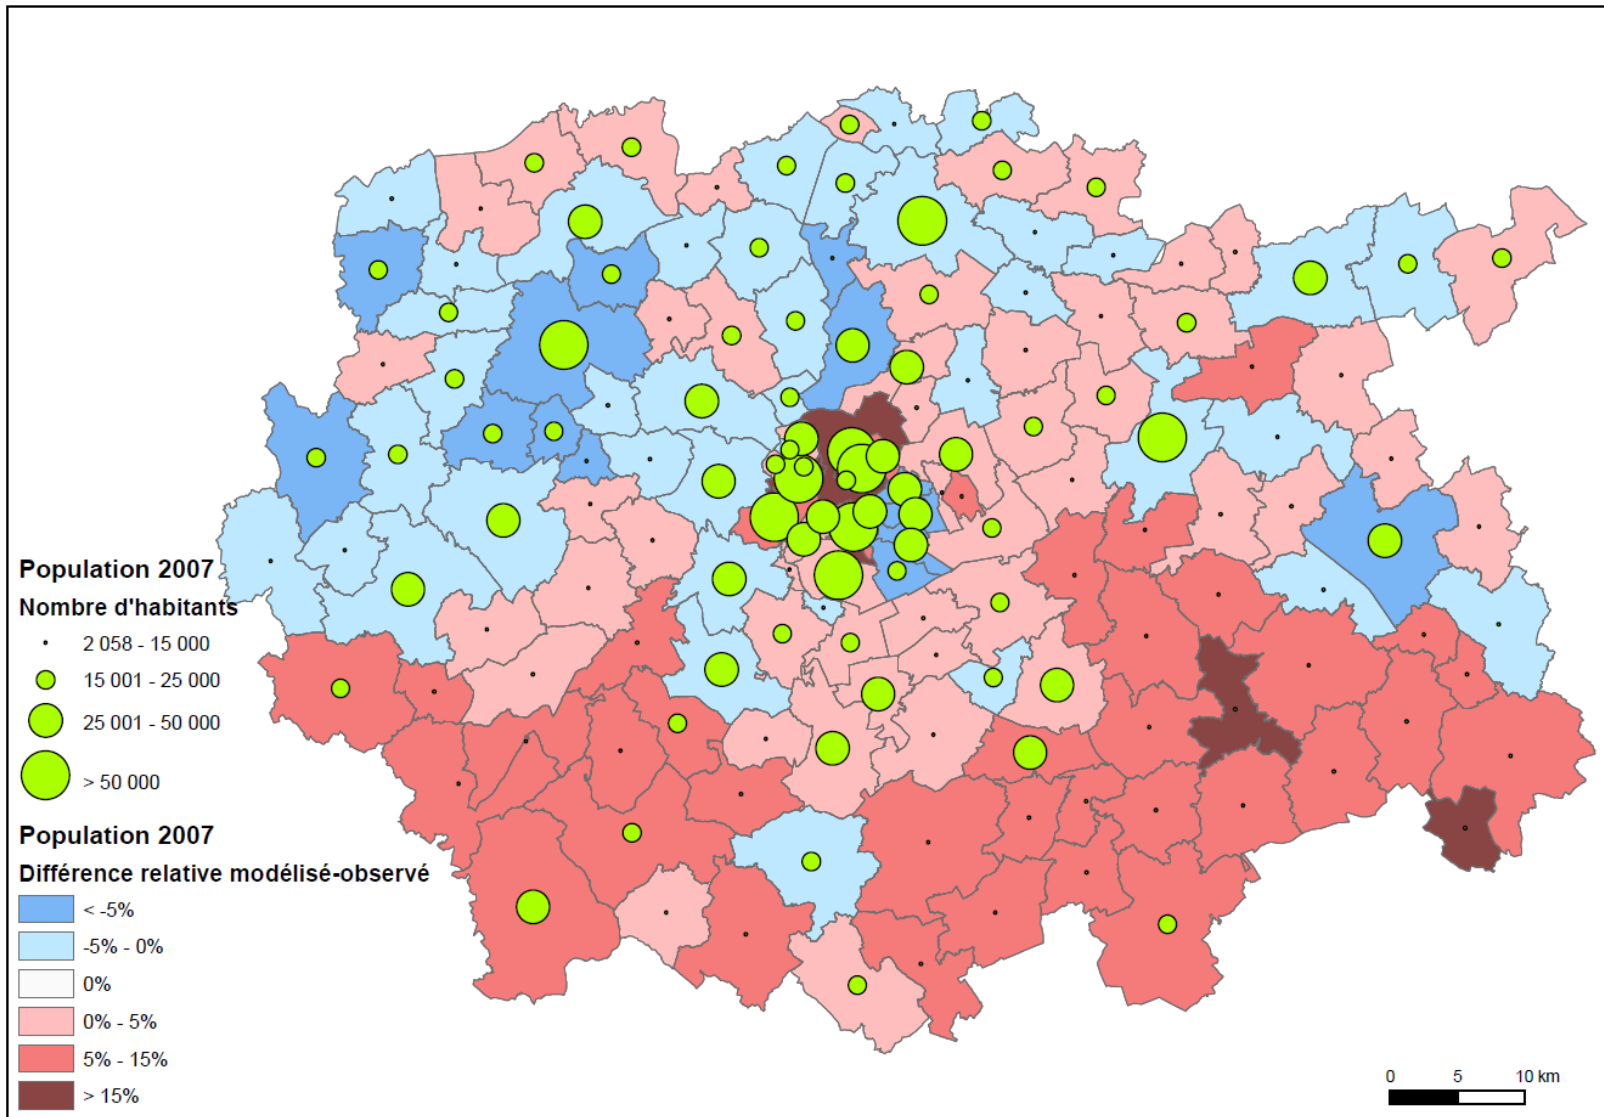 Population 2007
Nombre d'habitants
2 058 - 15 000
15 001 - 25 000
25 001 - 50 000
> 50 000
Population 2007
Différence relative modélisé-observé
< -5%
-5% - 0%
0%
0% - 5%
5% - 15%
> 15%
0 5 10 km